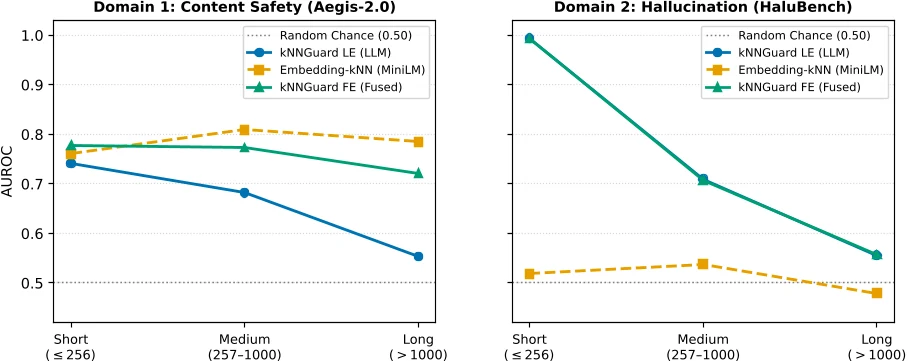 Domain 1: Content Safety (Aegis-2.0)
AUROC
1.0
0.9
0.8
0.7
0.6
0.5
Random Chance (0.50)
kNNGuard LE (LLM)
Embedding-kNN (MiniLM)
kNNGuard FE (Fused)
Short
(≤256)
Medium
(257–1000)
Long
(>1000)
Domain 2: Hallucination (HaluBench)
Random Chance (0.50)
kNNGuard LE (LLM)
Embedding-kNN (MiniLM)
kNNGuard FE (Fused)
Short
(≤256)
Medium
(257–1000)
Long
(>1000)